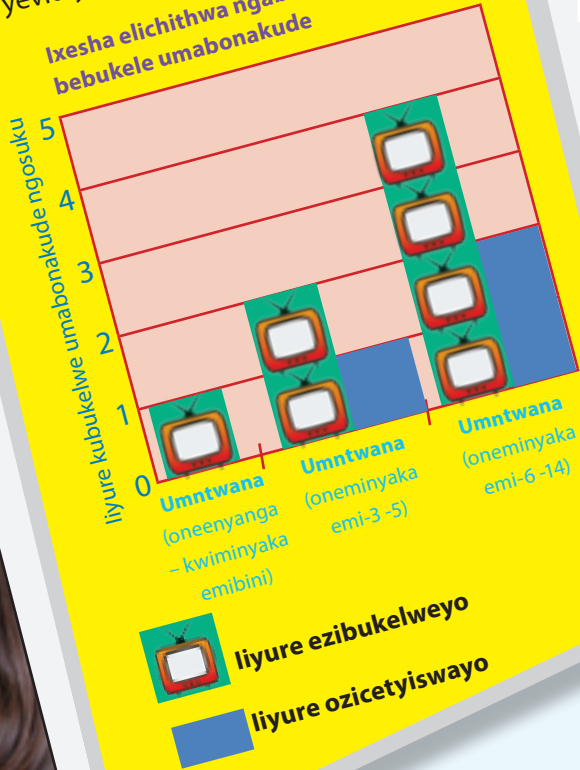 Ixesha elichithwa
bebukele umabonakude
Iiyure kubukelwe umabonakude ngosuku
5
4
3
2
1
0
Umntwana
(oneenyanga
– kwiminyaka
emibini)
Umntwana
(oneminyaka
emi-3 -5)
Umntwana
(oneminyaka
emi-6 -14)
Iiyure ezibukelweyo
Iiyure ozicetyiswayo